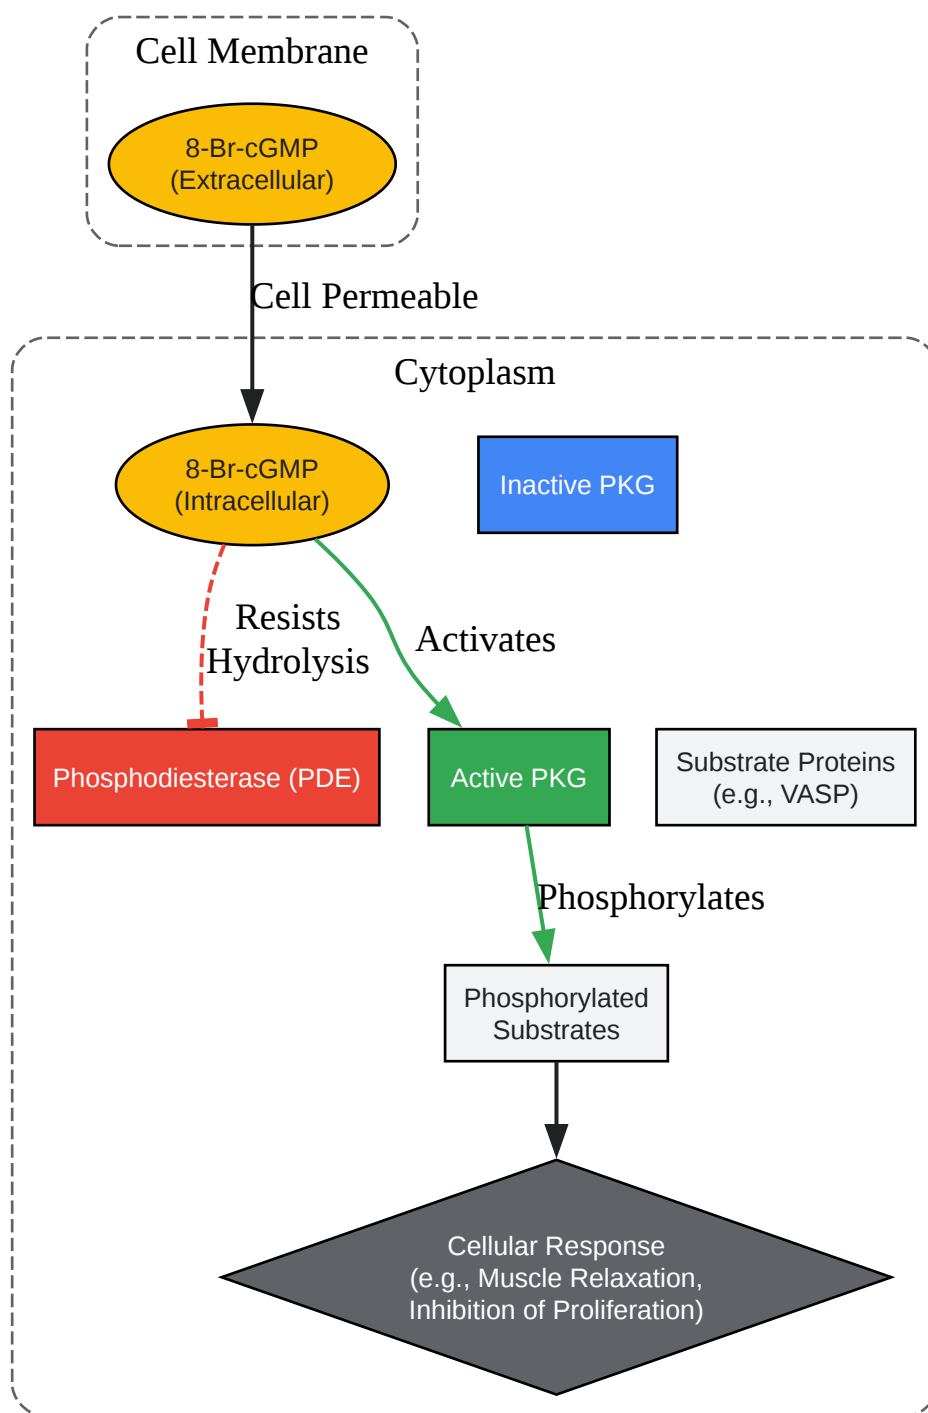 Cell Membrane
8-Br-cGMP
(Extracellular)
Cell Permeable
Cytoplasm
8-Br-cGMP
(Intracellular)
Inactive PKG
Resists
Hydrolysis
Activates
Phosphodiesterase (PDE)
Active PKG
Substrate Proteins
(e.g., VASP)
Phosphorylates
Phosphorylated
Substrates
Cellular Response
(e.g., Muscle Relaxation,
Inhibition of Proliferation)